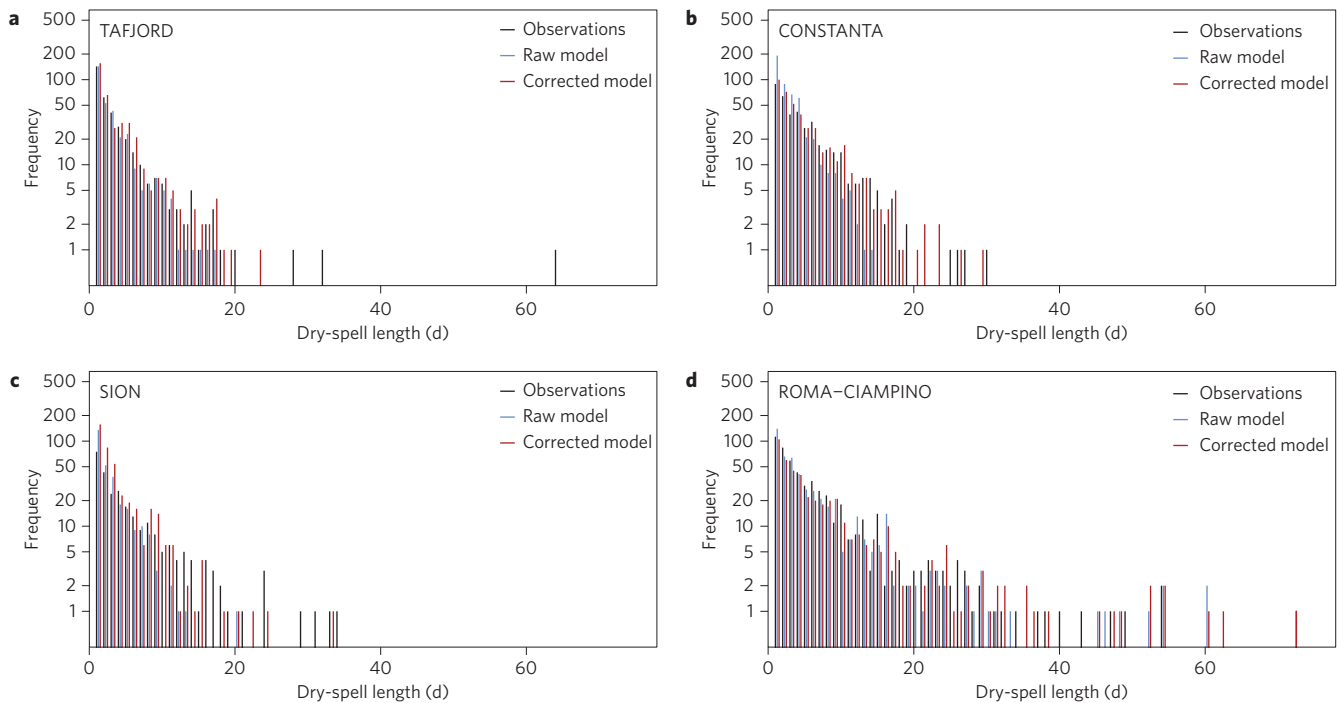 a
TAFJORD
Observations
Raw model
Corrected model
500
200
100
50
20
10
5
2
1
Frequency
0 20 40 60
Dry-spell length (d)
b
CONSTANTA
Observations
Raw model
Corrected model
500
200
100
50
20
10
5
2
1
Frequency
0 20 40 60
Dry-spell length (d)
c
SION
Observations
Raw model
Corrected model
500
200
100
50
20
10
5
2
1
Frequency
0 20 40 60
Dry-spell length (d)
d
ROMA–CIAMPINO
Observations
Raw model
Corrected model
500
200
100
50
20
10
5
2
1
Frequency
0 20 40 60
Dry-spell length (d)